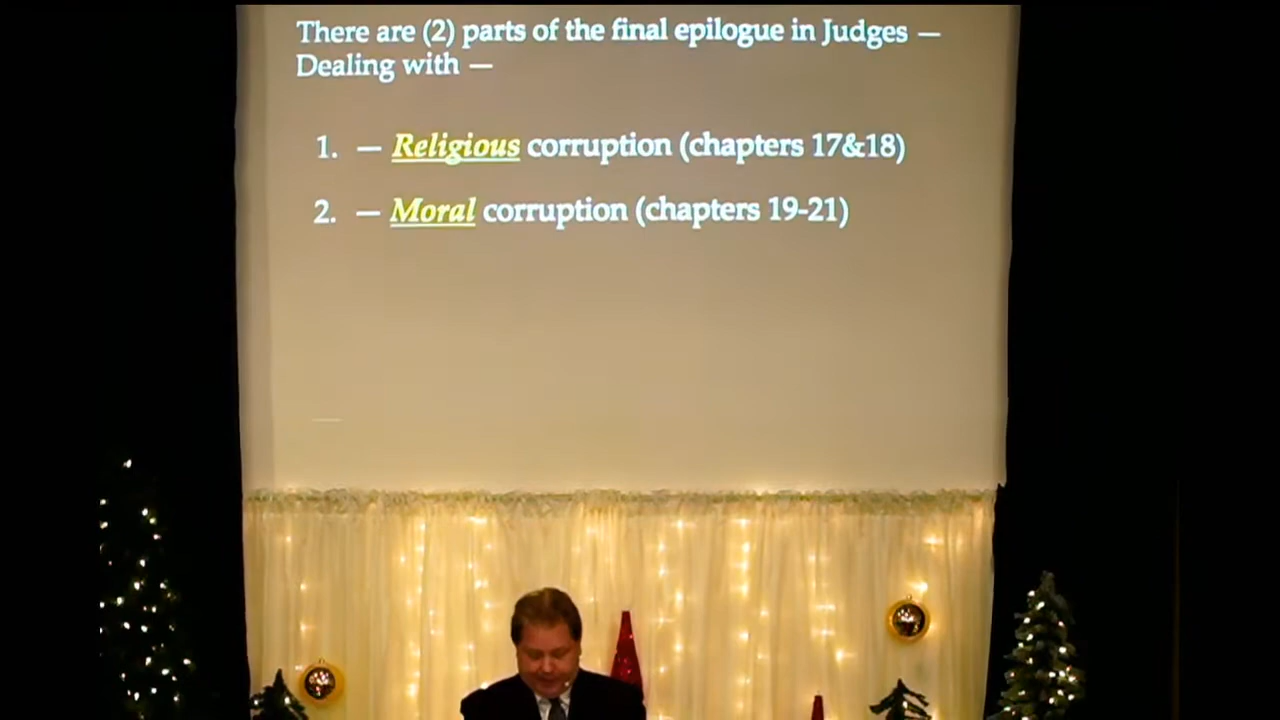 There are (2) parts of the final epilogue in Judges —
Dealing with —
1. — Religious corruption (chapters 17&18)
2. — Moral corruption (chapters 19-21)